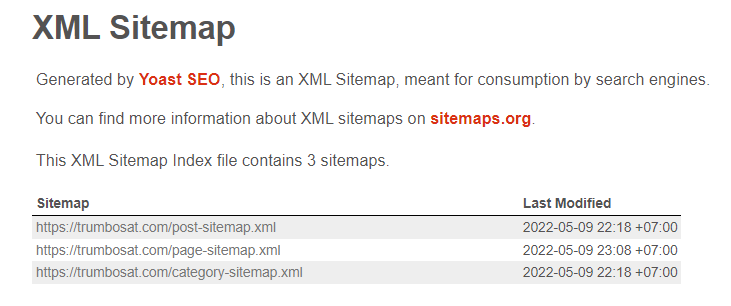 XML Sitemap
Generated by Yoast SEO, this is an XML Sitemap, meant for consumption by search engines.
You can find more information about XML sitemaps on sitemaps.org.
This XML Sitemap Index file contains 3 sitemaps.
Sitemap Last Modified
https://trumbosat.com/post-sitemap.xml 2022-05-09 22:18 +07:00
https://trumbosat.com/page-sitemap.xml 2022-05-09 23:08 +07:00
https://trumbosat.com/category-sitemap.xml 2022-05-09 22:18 +07:00